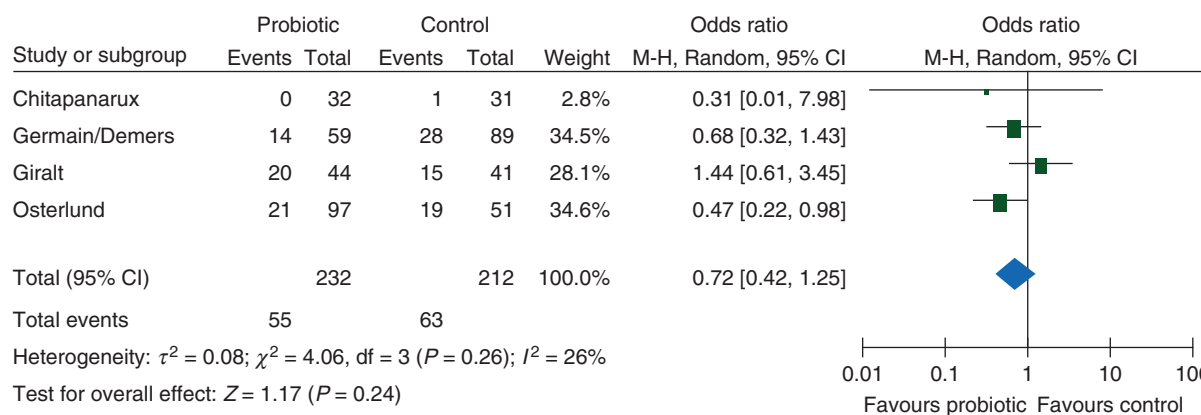 Probiotic Control Odds ratio Odds ratio
Study or subgroup Events Total Events Total Weight M-H, Random, 95% CI M-H, Random, 95% CI
Chitapanarux 0 32 1 31 2.8% 0.31 [0.01, 7.98]
Germain/Demers 14 59 28 89 34.5% 0.68 [0.32, 1.43]
Giralt 20 44 15 41 28.1% 1.44 [0.61, 3.45]
Osterlund 21 97 19 51 34.6% 0.47 [0.22, 0.98]
Total (95% CI) 232 212 100.0% 0.72 [0.42, 1.25]
Total events 55 63
Heterogeneity: τ² = 0.08; χ² = 4.06, df = 3 (P = 0.26); I² = 26%
Test for overall effect: Z = 1.17 (P = 0.24)
0.01 0.1 1 10 100
Favours probiotic Favours control